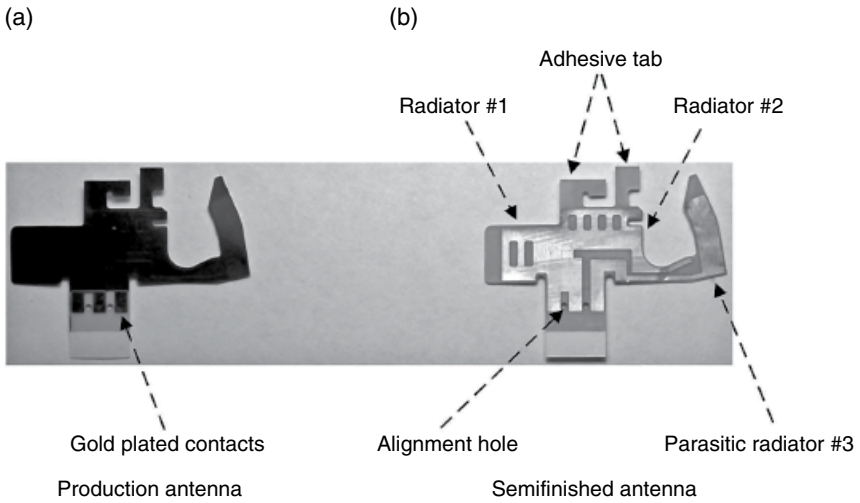 (a)
(b)
Adhesive tab
Radiator #1
Radiator #2
Gold plated contacts
Alignment hole
Parasitic radiator #3
Production antenna
Semifinished antenna